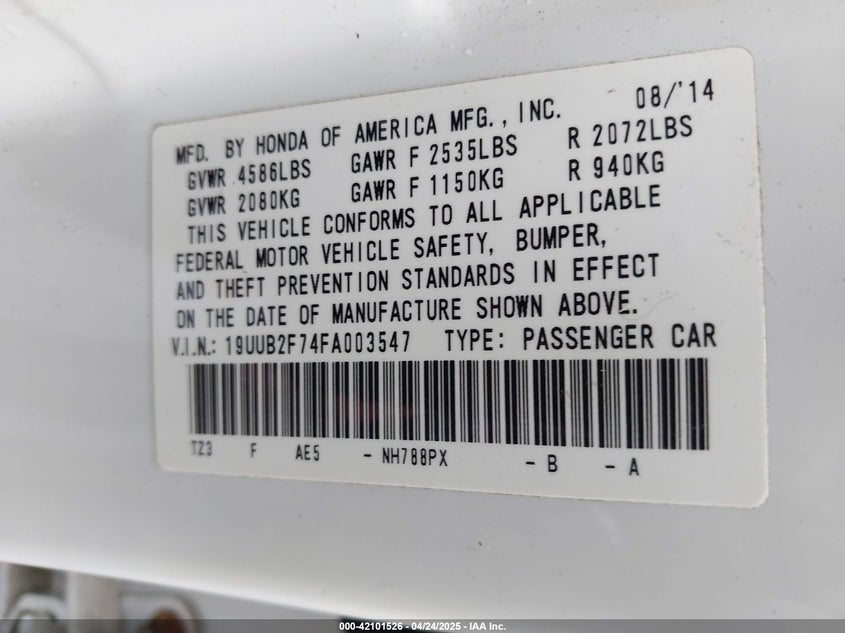 MFD. BY HONDA OF AMERICA MFG., INC. 08/'14
GVWR 4586LBS GAWR F 2535LBS R 2072LBS
GVWR 2080KG GAWR F 1150KG R 940KG
THIS VEHICLE CONFORMS TO ALL APPLICABLE
FEDERAL MOTOR VEHICLE SAFETY, BUMPER,
AND THEFT PREVENTION STANDARDS IN EFFECT
ON THE DATE OF MANUFACTURE SHOWN ABOVE.
V.I.N.: 19UUB2F74FA003547 TYPE: PASSENGER CAR
TZ3 F AE5 - NH788PX - B - A
000-42101526 - 04/24/2025 - IAA Inc.